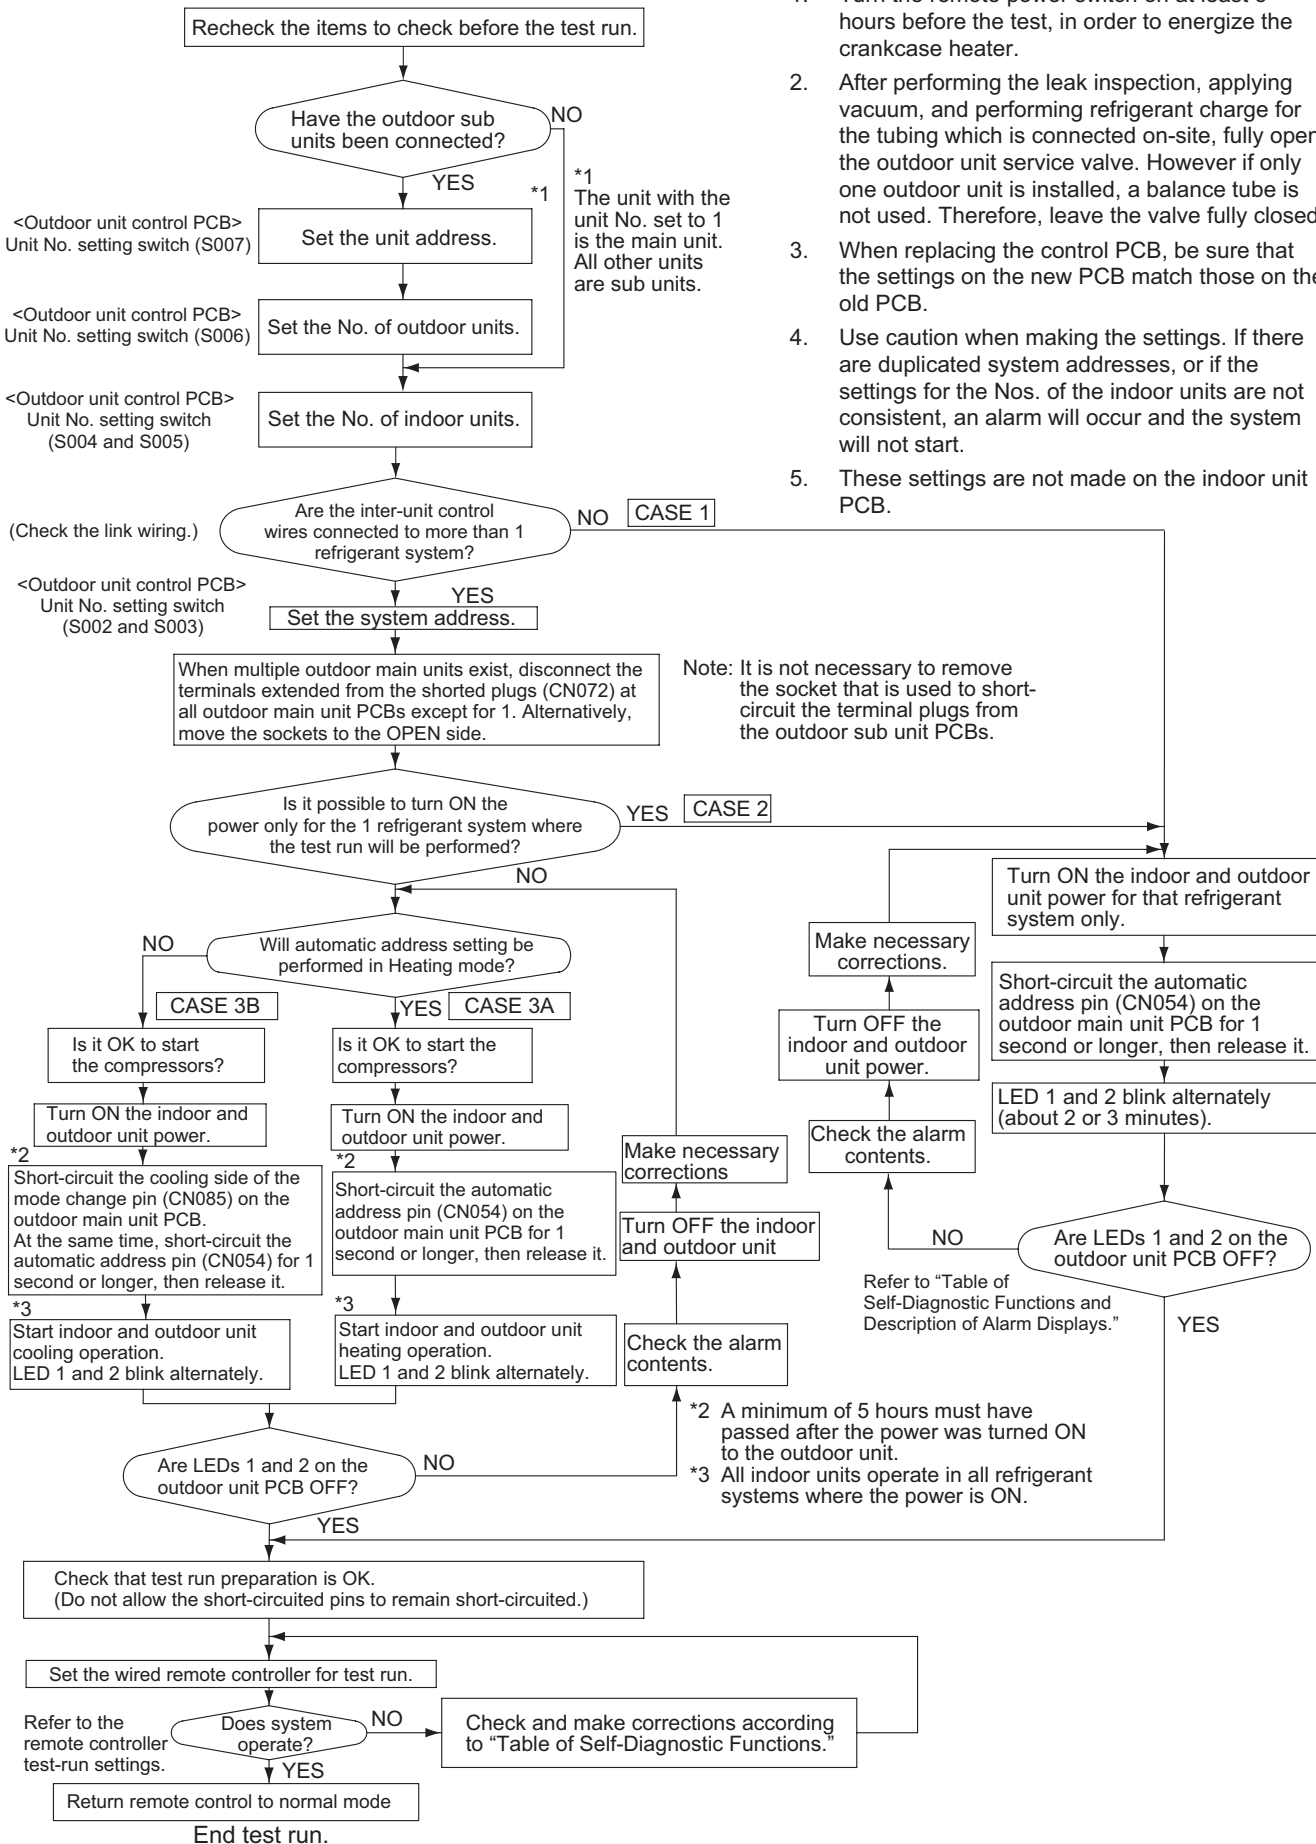 Recheck the items to check before the test run.
Have the outdoor sub
units been connected?
NO
YES
*1
*1
The unit with the
unit No. set to 1
is the main unit.
All other units
are sub units.
<Outdoor unit control PCB>
Unit No. setting switch (S007)
Set the unit address.
<Outdoor unit control PCB>
Unit No. setting switch (S006)
Set the No. of outdoor units.
<Outdoor unit control PCB>
Unit No. setting switch
(S004 and S005)
Set the No. of indoor units.
hours before the test, in order to energize the
crankcase heater.
2. After performing the leak inspection, applying
vacuum, and performing refrigerant charge for
the tubing which is connected on-site, fully open
the outdoor unit service valve. However if only
one outdoor unit is installed, a balance tube is
not used. Therefore, leave the valve fully closed
3. When replacing the control PCB, be sure that
the settings on the new PCB match those on the
old PCB.
4. Use caution when making the settings. If there
are duplicated system addresses, or if the
settings for the Nos. of the indoor units are not
consistent, an alarm will occur and the system
will not start.
5. These settings are not made on the indoor unit
PCB.
(Check the link wiring.)
Are the inter-unit control
wires connected to more than 1
refrigerant system?
NO
CASE 1
YES
<Outdoor unit control PCB>
Unit No. setting switch
(S002 and S003)
Set the system address.
When multiple outdoor main units exist, disconnect the
terminals extended from the shorted plugs (CN072) at
all outdoor main unit PCBs except for 1. Alternatively,
move the sockets to the OPEN side.
Note: It is not necessary to remove
the socket that is used to short-
circuit the terminal plugs from
the outdoor sub unit PCBs.
Is it possible to turn ON the
power only for the 1 refrigerant system where
the test run will be performed?
YES
CASE 2
NO
Will automatic address setting be
performed in Heating mode?
NO
CASE 3B
YES
CASE 3A
Is it OK to start
the compressors?
Turn ON the indoor and
outdoor unit power.
*2
Short-circuit the cooling side of the
mode change pin (CN085) on the
outdoor main unit PCB.
At the same time, short-circuit the
automatic address pin (CN054) for 1
second or longer, then release it.
*3
Start indoor and outdoor unit
cooling operation.
LED 1 and 2 blink alternately.
Is it OK to start the
compressors?
Turn ON the indoor and
outdoor unit power.
*2
Short-circuit the automatic
address pin (CN054) on the
outdoor main unit PCB for 1
second or longer, then release it.
*3
Start indoor and outdoor unit
heating operation.
LED 1 and 2 blink alternately.
Make necessary
corrections
Turn OFF the indoor
and outdoor unit
Check the alarm
contents.
Make necessary
corrections.
Turn OFF the
indoor and outdoor
unit power.
Check the alarm
contents.
Turn ON the indoor and outdoor
unit power for that refrigerant
system only.
Short-circuit the automatic
address pin (CN054) on the
outdoor main unit PCB for 1
second or longer, then release it.
LED 1 and 2 blink alternately
(about 2 or 3 minutes).
NO
Are LEDs 1 and 2 on the
outdoor unit PCB OFF?
Refer to “Table of
Self-Diagnostic Functions and
Description of Alarm Displays.”
YES
*2 A minimum of 5 hours must have
passed after the power was turned ON
to the outdoor unit.
*3 All indoor units operate in all refrigerant
systems where the power is ON.
Are LEDs 1 and 2 on the
outdoor unit PCB OFF?
NO
YES
Check that test run preparation is OK.
(Do not allow the short-circuited pins to remain short-circuited.)
Set the wired remote controller for test run.
Refer to the
remote controller
test-run settings.
Does system
operate?
NO
Check and make corrections according
to “Table of Self-Diagnostic Functions.”
YES
Return remote control to normal mode
End test run.